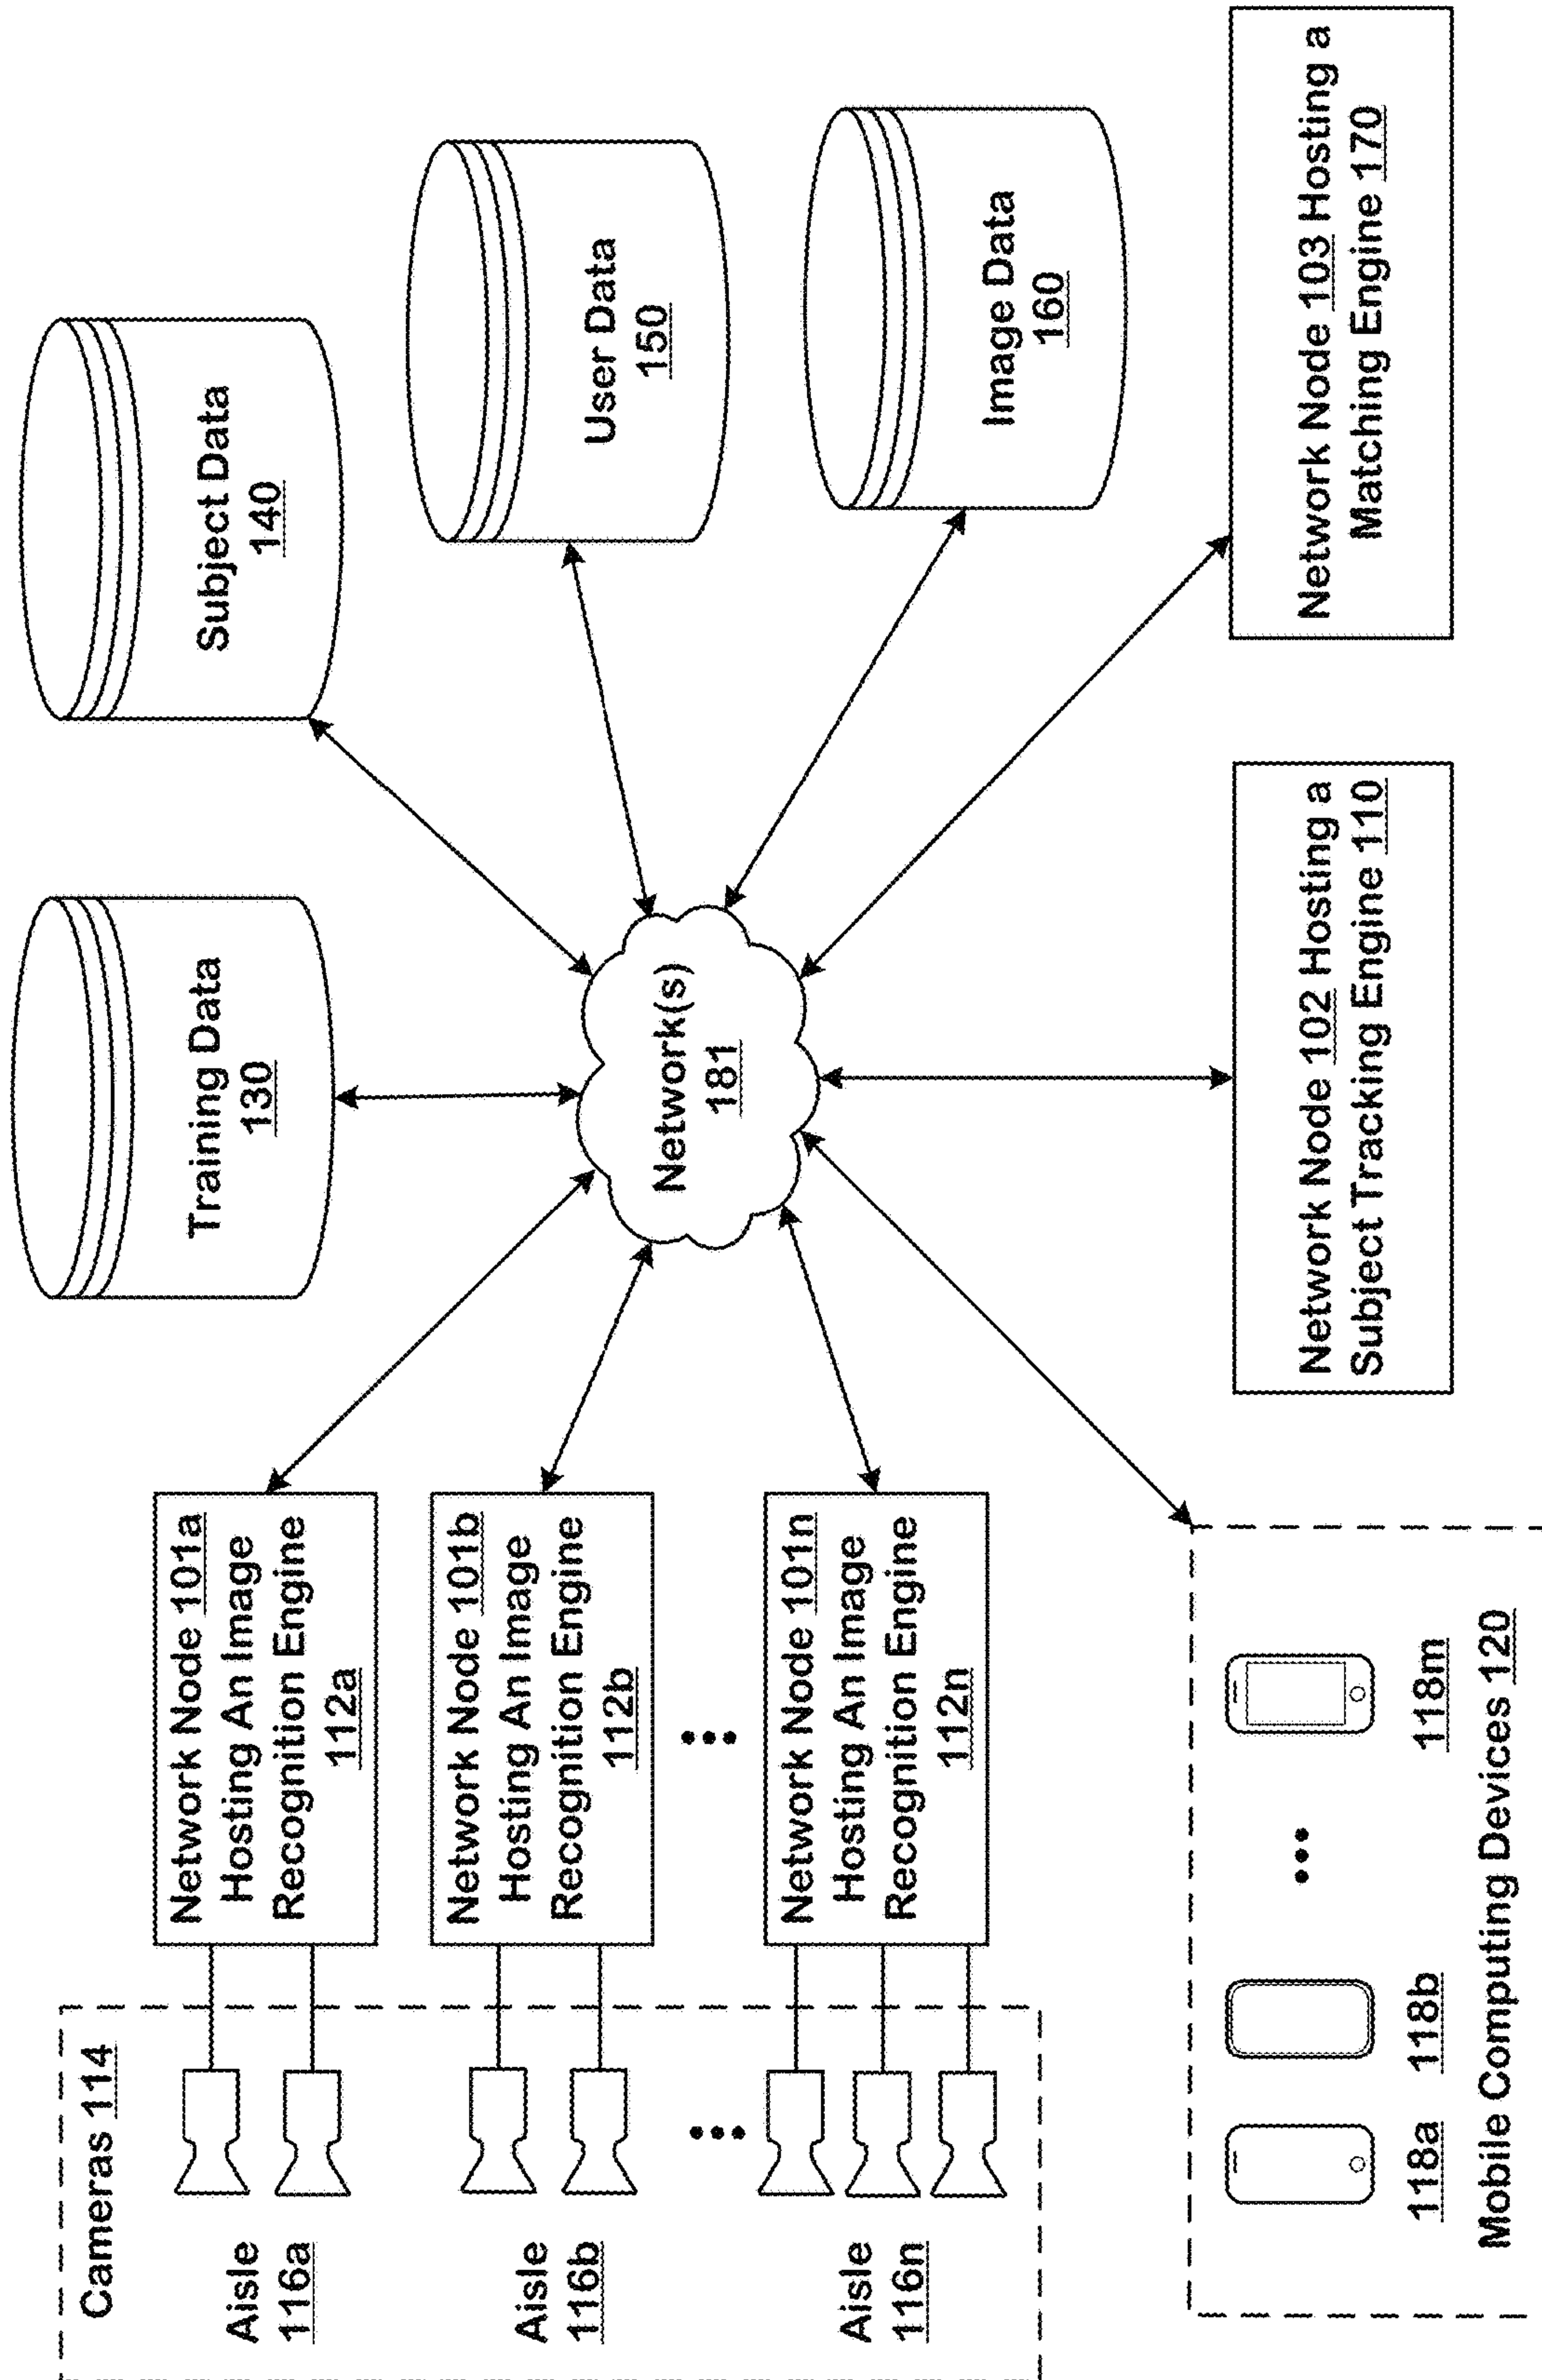 Cameras 114
Aisle
116a
Aisle
116b
Aisle
116n
Network Node 101a
Hosting An Image
Recognition Engine
112a
Network Node 101b
Hosting An Image
Recognition Engine
112b
Network Node 101n
Hosting An Image
Recognition Engine
112n
Training Data
130
Subject Data
140
User Data
150
Image Data
160
Network(s)
181
118a
118b
118m
Mobile Computing Devices 120
Network Node 102 Hosting a
Subject Tracking Engine 110
Network Node 103 Hosting a
Matching Engine 170